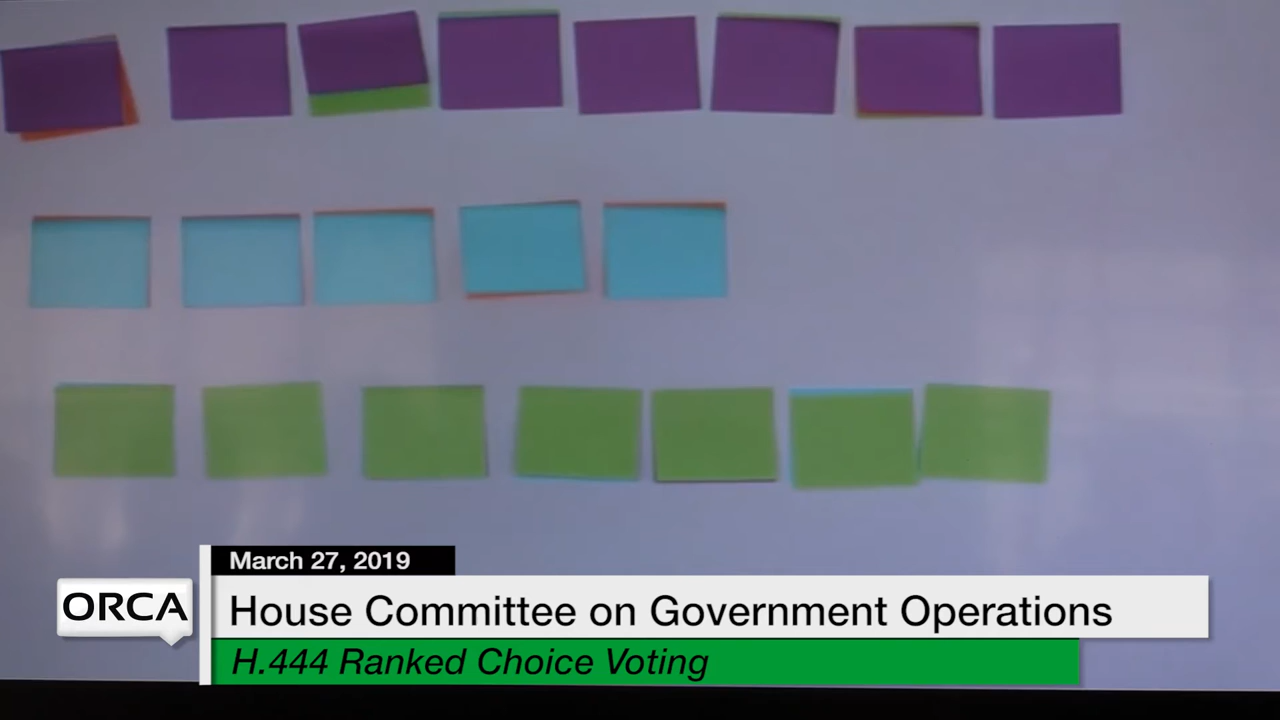 March 27, 2019
ORCA
House Committee on Government Operations
H.444 Ranked Choice Voting